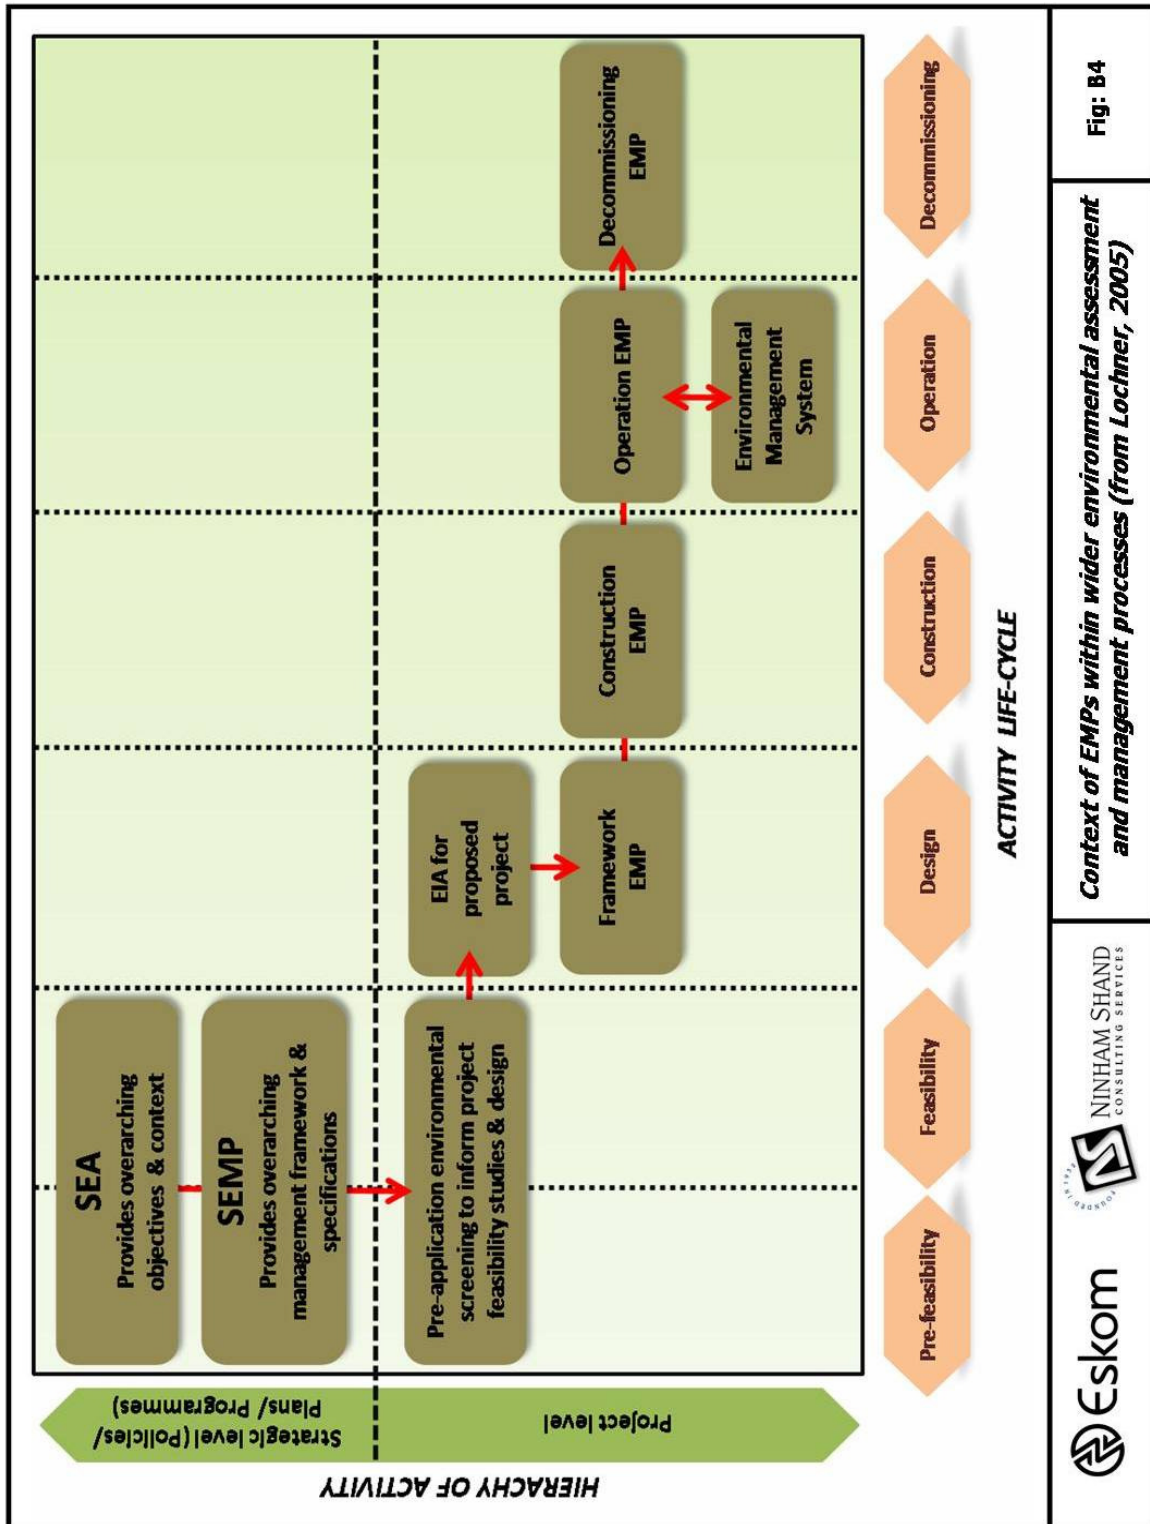 HIERACHY OF ACTIVITY
Strategic level (Policies/
Plans/ Programmes)
Project level
SEA
Provides overarching
objectives & context
SEMP
Provides overarching
management framework &
specifications
Pre-application environmental
screening to inform project
feasibility studies & design
EIA for
proposed
project
Framework
EMP
Construction
EMP
Operation EMP
Environmental
Management
System
Decommissioning
EMP
Pre-feasibility
Feasibility
Design
Construction
Operation
Decommissioning
ACTIVITY LIFE-CYCLE
Eskom
FOUNDED
NINHAM SHAND
CONSULTING SERVICES
Context of EMPs within wider environmental assessment
and management processes (from Lochner, 2005)
Fig: B4